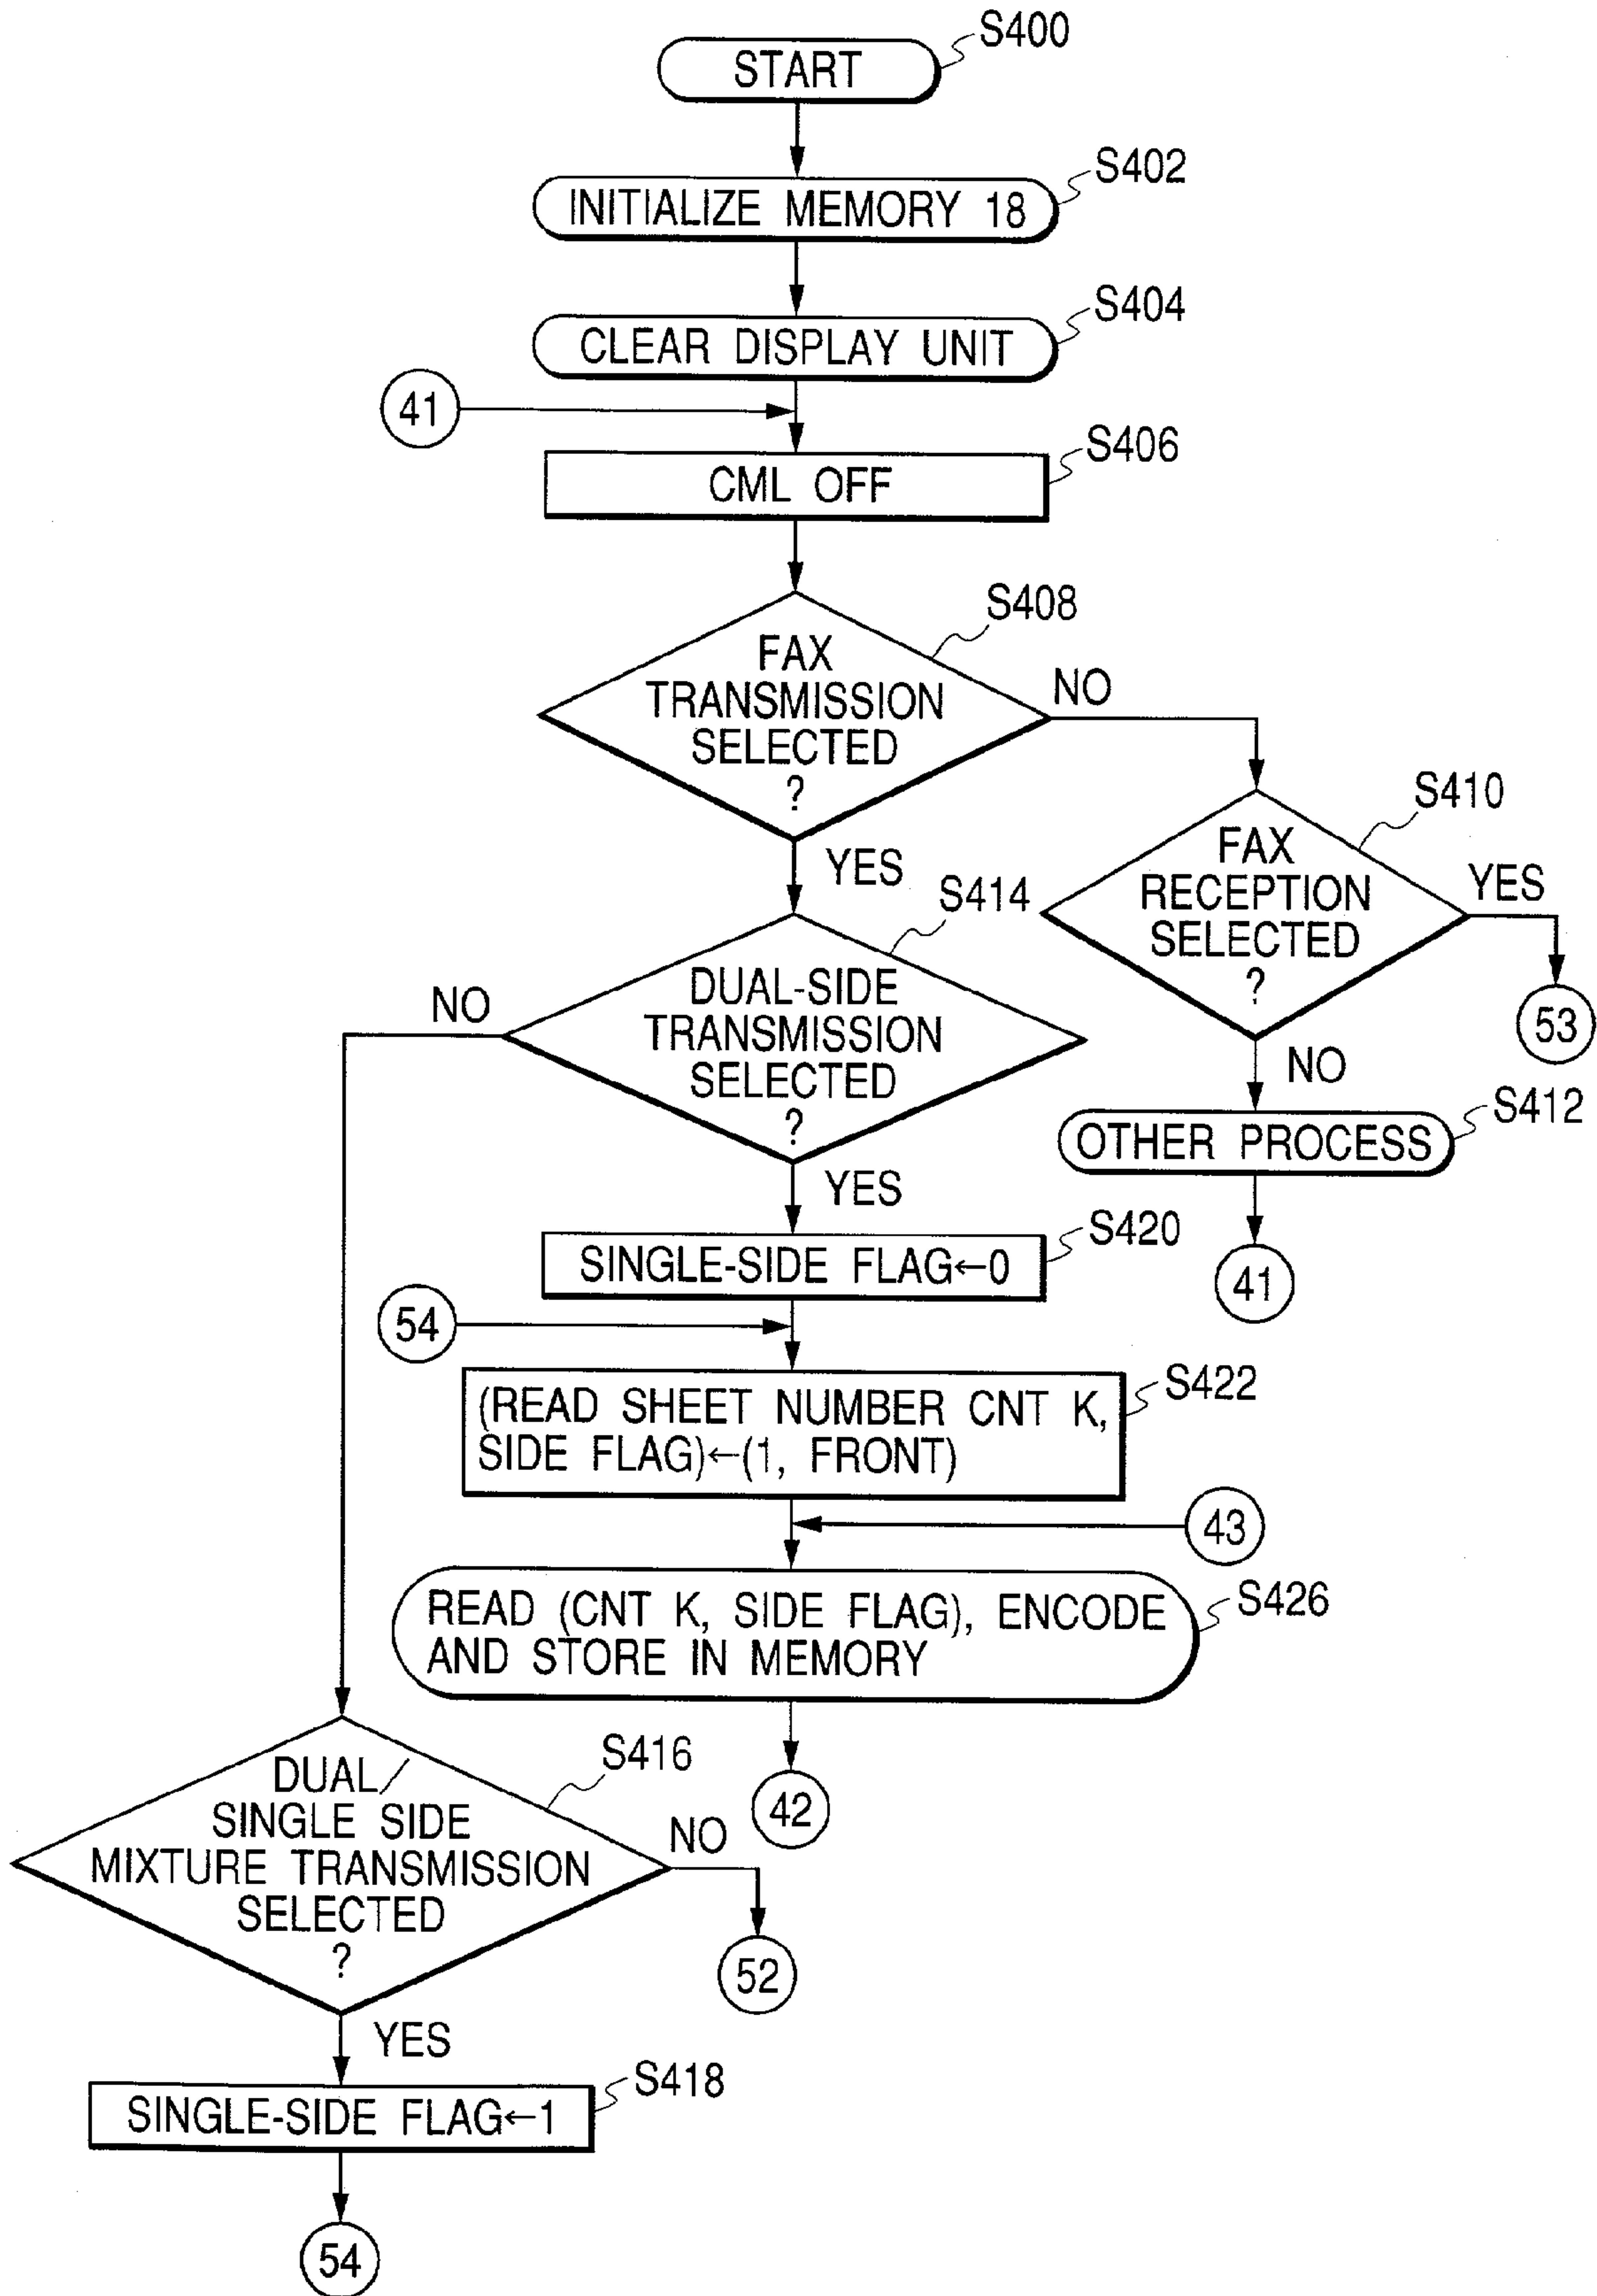 START
S400
INITIALIZE MEMORY 18
S402
CLEAR DISPLAY UNIT
S404
41
CML OFF
S406
FAX
TRANSMISSION
SELECTED
?
S408
NO
YES
FAX
RECEPTION
SELECTED
?
S410
YES
53
NO
OTHER PROCESS
S412
41
DUAL-SIDE
TRANSMISSION
SELECTED
?
S414
NO
YES
SINGLE-SIDE FLAG←0
S420
54
(READ SHEET NUMBER CNT K,
SIDE FLAG)←(1, FRONT)
S422
43
READ (CNT K, SIDE FLAG), ENCODE
AND STORE IN MEMORY
S426
42
DUAL/
SINGLE SIDE
MIXTURE TRANSMISSION
SELECTED
?
S416
NO
52
YES
SINGLE-SIDE FLAG←1
S418
54